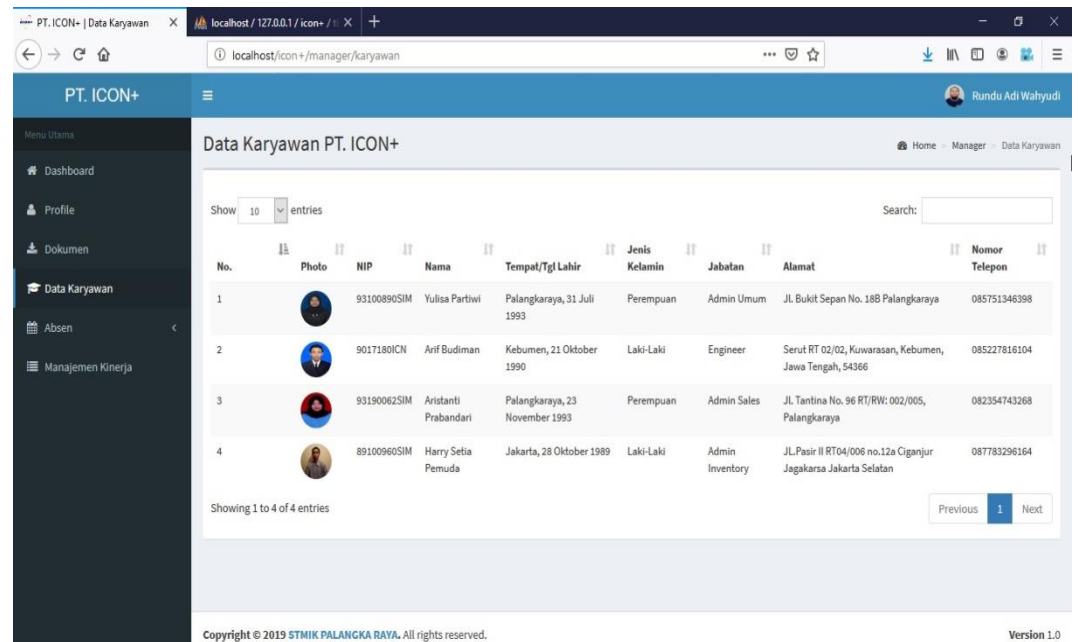 PT. ICON+ | Data Karyawan
localhost / 127.0.0.1 / icon+ / t
localhost/icon+/manager/karyawan
PT. ICON+
Rundu Adi Wahyudi
Menu Utama
Dashboard
Profile
Dokumen
Data Karyawan
Absen
Manajemen Kinerja
Data Karyawan PT. ICON+
Home > Manager > Data Karyawan
Show 10 entries
Search:
No. Photo NIP Nama Tempat/Tgl Lahir Jenis Kelamin Jabatan Alamat Nomor Telepon
1 93100890SIM Yulisa Partiwi Palangkaraya, 31 Juli 1993 Perempuan Admin Umum JL. Bukit Sepan No. 18B Palangkaraya 085751346398
2 9017180ICN Arif Budiman Kebumen, 21 Oktober 1990 Laki-Laki Engineer Serut RT 02/02, Kuwarasan, Kebumen, Jawa Tengah, 54366 085227816104
3 93190062SIM Aristanti Prabandari Palangkaraya, 23 November 1993 Perempuan Admin Sales JL. Tantina No. 96 RT/RW: 002/005, Palangkaraya 082354743268
4 89100960SIM Harry Setia Pemuda Jakarta, 28 Oktober 1989 Laki-Laki Admin Inventory JL.Pasir II RT04/006 no.12a Ciganjur Jagakarsa Jakarta Selatan 087783296164
Showing 1 to 4 of 4 entries
Previous 1 Next
Copyright © 2019 STMIK PALANGKA RAYA. All rights reserved.
Version 1.0